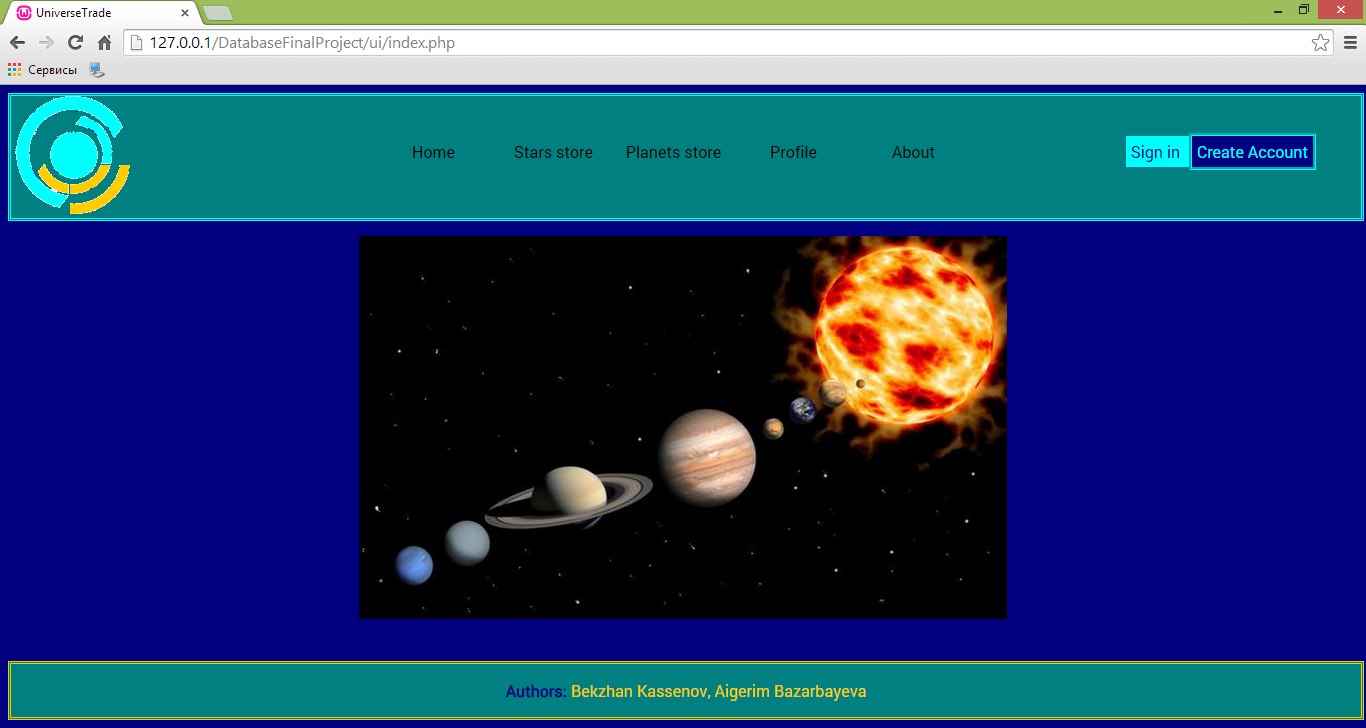 UniverseTrade
127.0.0.1/DatabaseFinalProject/ui/index.php
Сервисы
Home Stars store Planets store Profile About Sign in Create Account
Authors: Bekzhan Kassenov, Aigerim Bazarbayeva